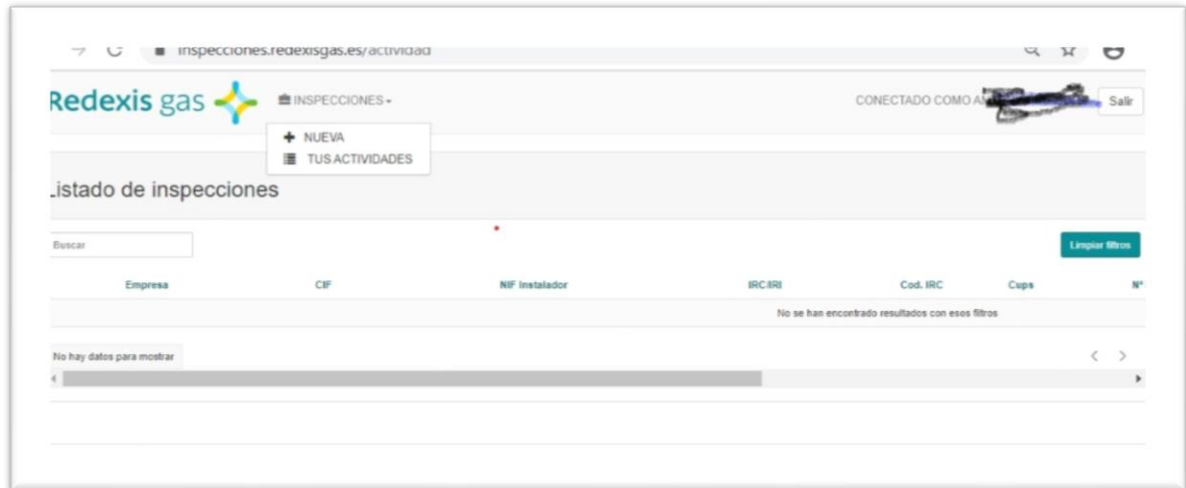 inspecciones.redexisgas.es/actividad
Redexis gas
INSPECCIONES
CONECTADO COMO
Salir
NUEVA
TUS ACTIVIDADES
Listado de inspecciones
Buscar
Limpiar filtros
Empresa CIF NIF Instalador IRC/IRI Cod. IRC Cups Nº
No se han encontrado resultados con esos filtros
No hay datos para mostrar